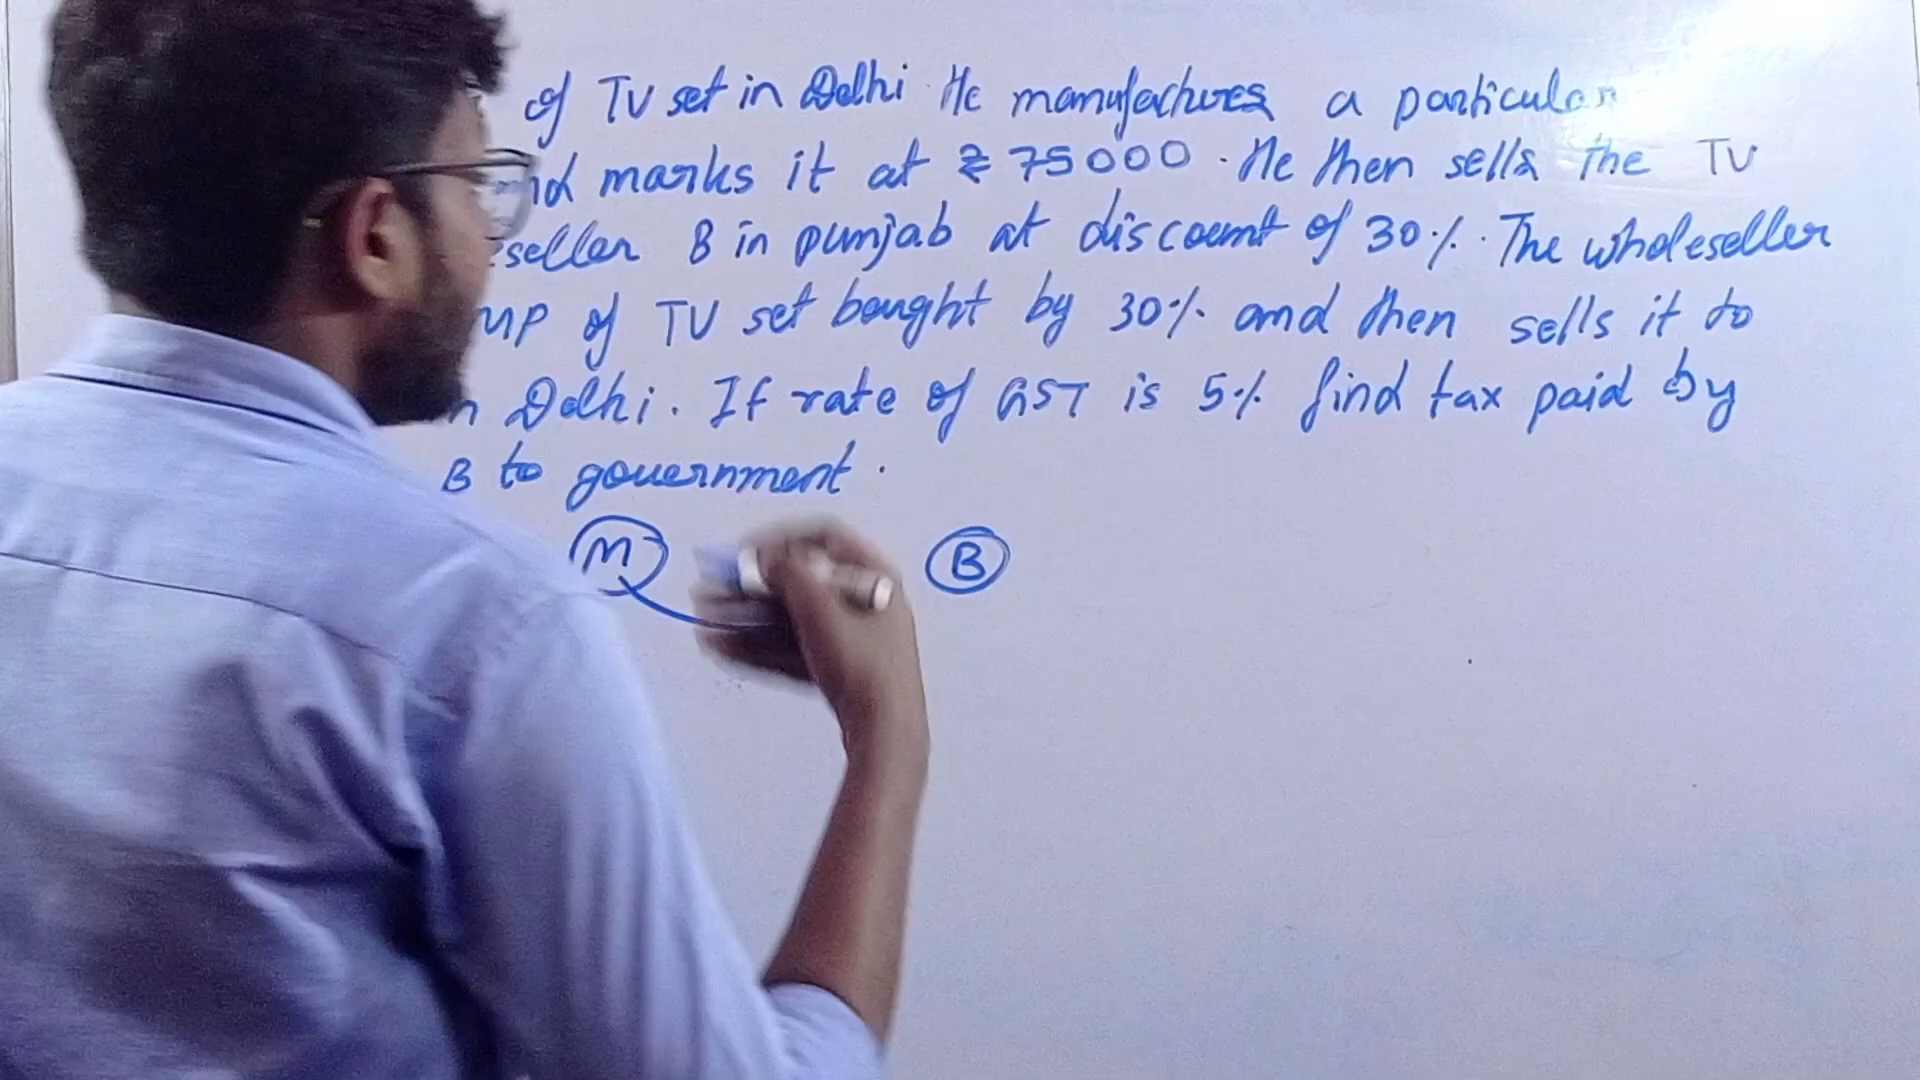 of TV set in Delhi He manufactures a particular
marks it at ₹ 75000. He then sells the TV
seller B in punjab at discount of 30%. The wholeseller
MP of TV set bought by 30% and then sells it to
Delhi. If rate of GST is 5% find tax paid by
B to government.
M B